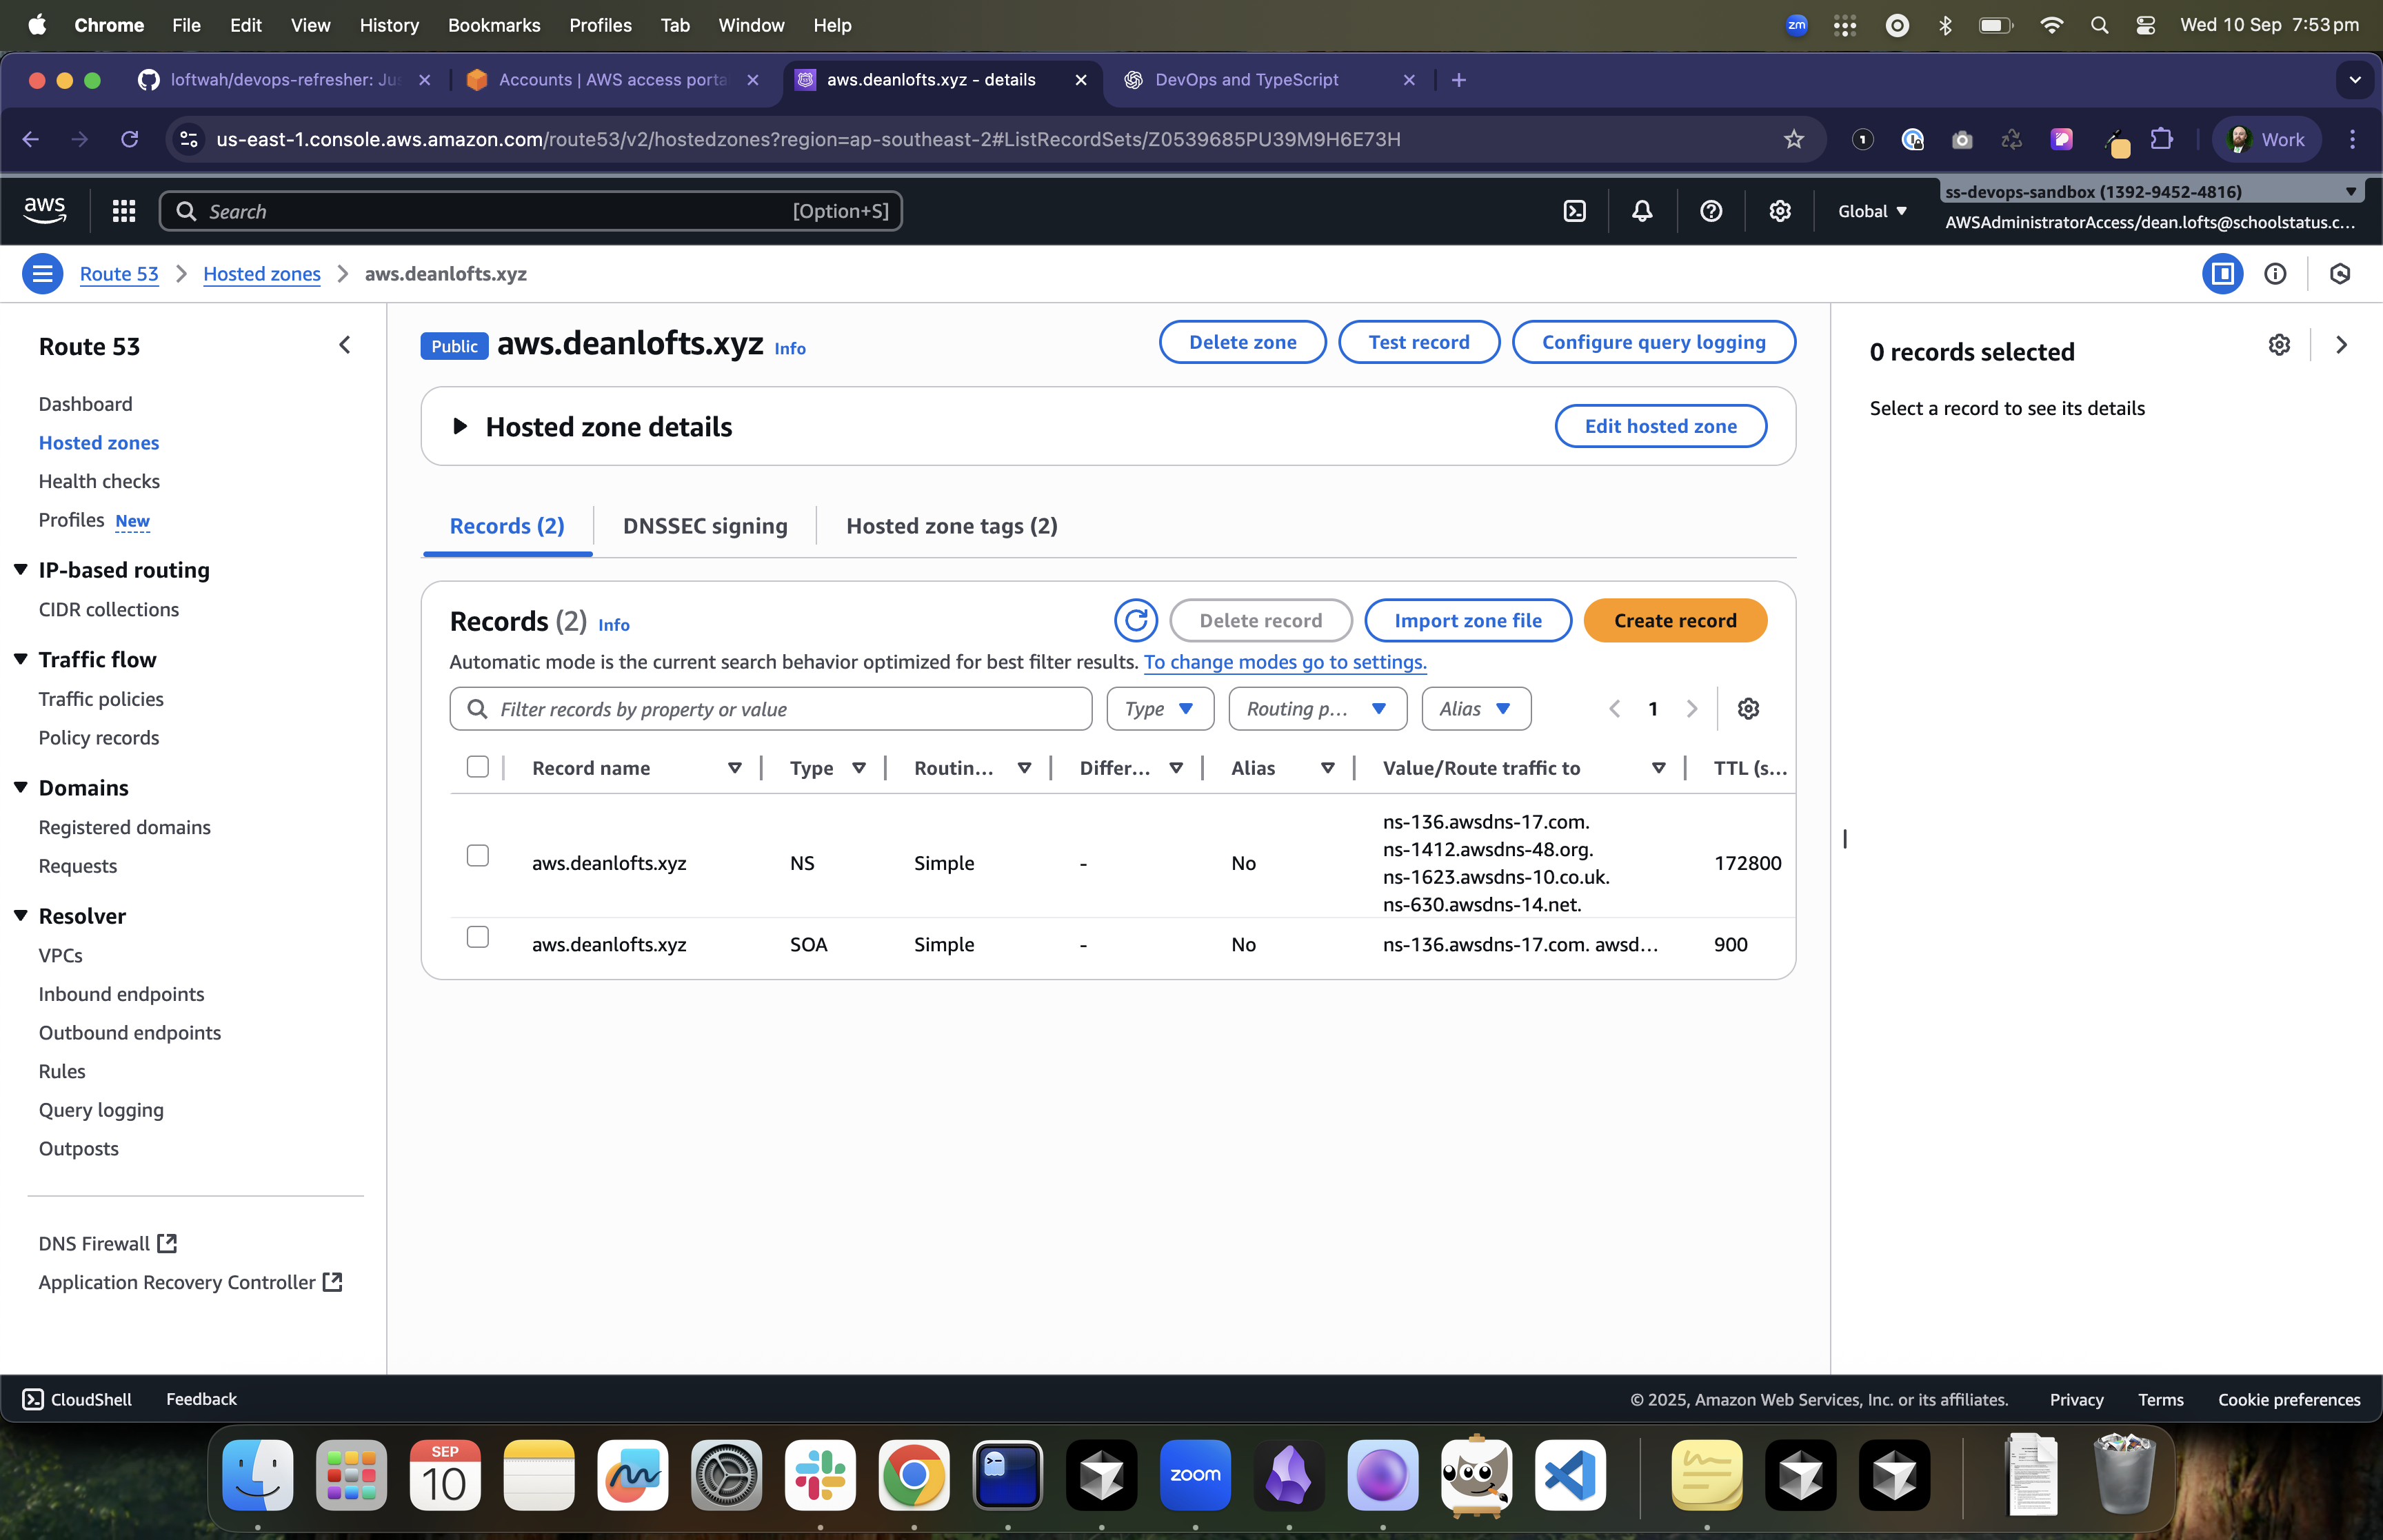 Chrome File Edit View History Bookmarks Profiles Tab Window Help
zm
Wed 10 Sep 7:53 pm
loftwah/devops-refresher: Jus
Accounts | AWS access porta
aws.deanlofts.xyz - details
DevOps and TypeScript
us-east-1.console.aws.amazon.com/route53/v2/hostedzones?region=ap-southeast-2#ListRecordSets/Z0539685PU39M9H6E73H
Work
aws
Search
[Option+S]
Global
ss-devops-sandbox (1392-9452-4816)
AWSAdministratorAccess/dean.lofts@schoolstatus.c...
Route 53
Hosted zones
aws.deanlofts.xyz
Route 53
Dashboard
Hosted zones
Health checks
Profiles New
IP-based routing
CIDR collections
Traffic flow
Traffic policies
Policy records
Domains
Registered domains
Requests
Resolver
VPCs
Inbound endpoints
Outbound endpoints
Rules
Query logging
Outposts
DNS Firewall
Application Recovery Controller
Public aws.deanlofts.xyz Info
Delete zone
Test record
Configure query logging
Hosted zone details
Edit hosted zone
Records (2)
DNSSEC signing
Hosted zone tags (2)
Records (2) Info
Delete record
Import zone file
Create record
Automatic mode is the current search behavior optimized for best filter results. To change modes go to settings.
Filter records by property or value
Type
Routing p...
Alias
1
Record name Type Routin... Differ... Alias Value/Route traffic to TTL (s...
aws.deanlofts.xyz NS Simple - No
ns-136.awsdns-17.com.
ns-1412.awsdns-48.org.
ns-1623.awsdns-10.co.uk.
ns-630.awsdns-14.net.
172800
aws.deanlofts.xyz SOA Simple - No ns-136.awsdns-17.com. awsd... 900
0 records selected
Select a record to see its details
CloudShell
Feedback
© 2025, Amazon Web Services, Inc. or its affiliates.
Privacy
Terms
Cookie preferences
SEP
10
zoom